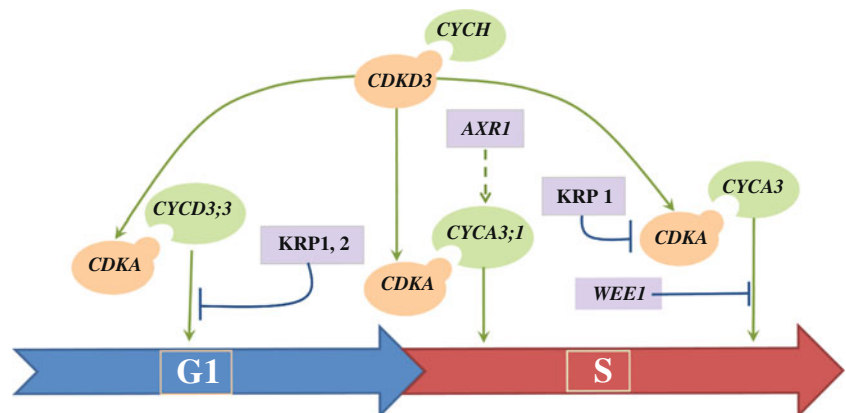 CYCH
CDKD3
AXR1
CYCD3;3
CDKA
KRP1, 2
CYCA3;1
CDKA
KRP 1
CYCA3
CDKA
WEE1
G1
S